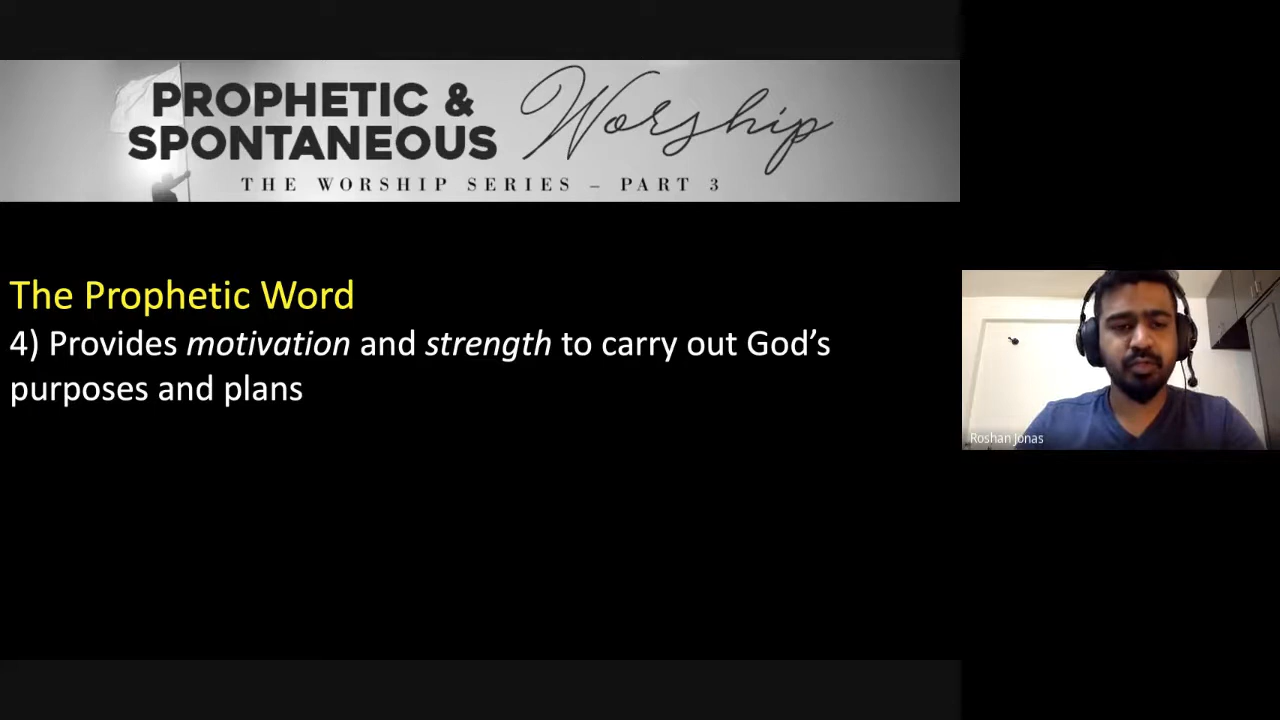 PROPHETIC &
SPONTANEOUS
Worship
THE WORSHIP SERIES – PART 3
The Prophetic Word
4) Provides motivation and strength to carry out God’s
purposes and plans
Roshan Jonas